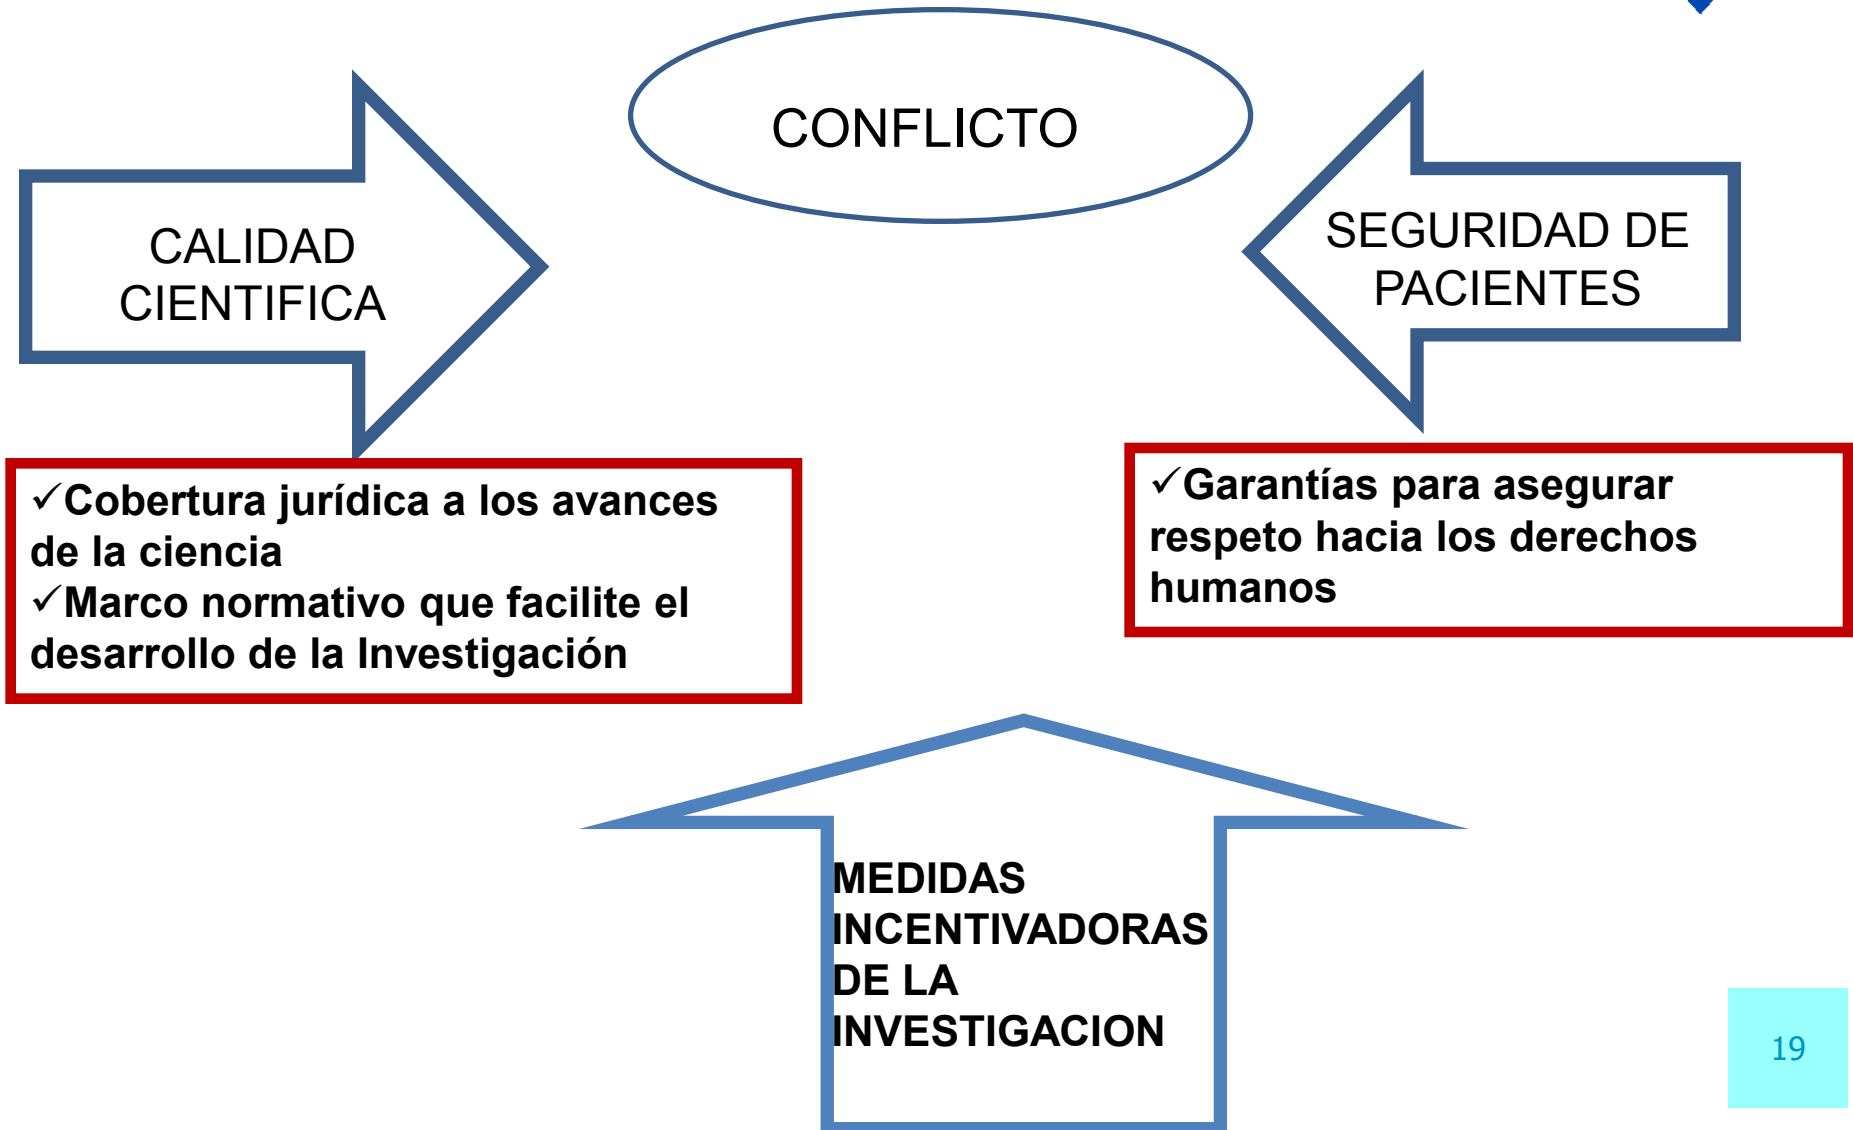 CONFLICTO
CALIDAD
CIENTIFICA
SEGURIDAD DE
PACIENTES
✓Cobertura jurídica a los avances
de la ciencia
✓Marco normativo que facilite el
desarrollo de la Investigación
✓Garantías para asegurar
respeto hacia los derechos
humanos
MEDIDAS
INCENTIVADORAS
DE LA
INVESTIGACION
19